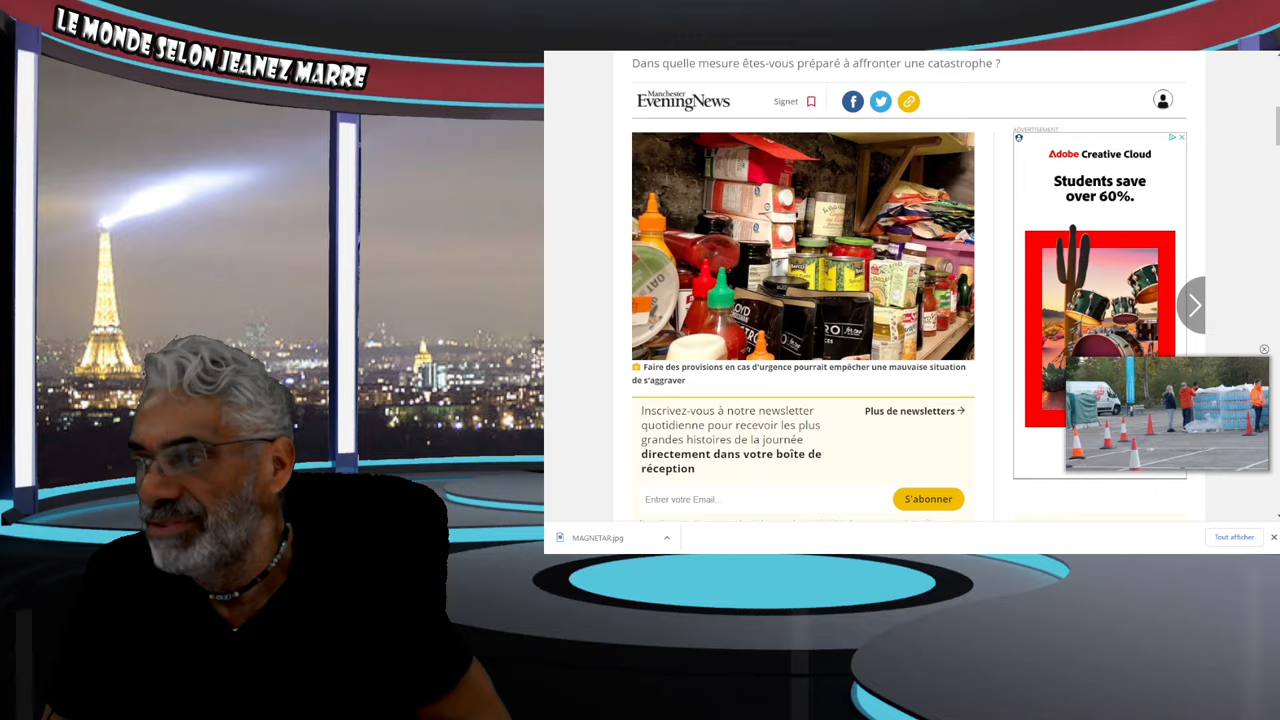 LE MONDE SELON JEANEZ MARRE
Dans quelle mesure êtes-vous préparé à affronter une catastrophe ?
Manchester
EveningNews
Signet
ADVERTISEMENT
Adobe Creative Cloud
Students save
over 60%.
Faire des provisions en cas d'urgence pourrait empêcher une mauvaise situation
de s'aggraver
Inscrivez-vous à notre newsletter
quotidienne pour recevoir les plus
grandes histoires de la journée
directement dans votre boîte de
réception
Plus de newsletters
Entrer votre Email...
S'abonner
MAGNETAR.jpg
Tout afficher